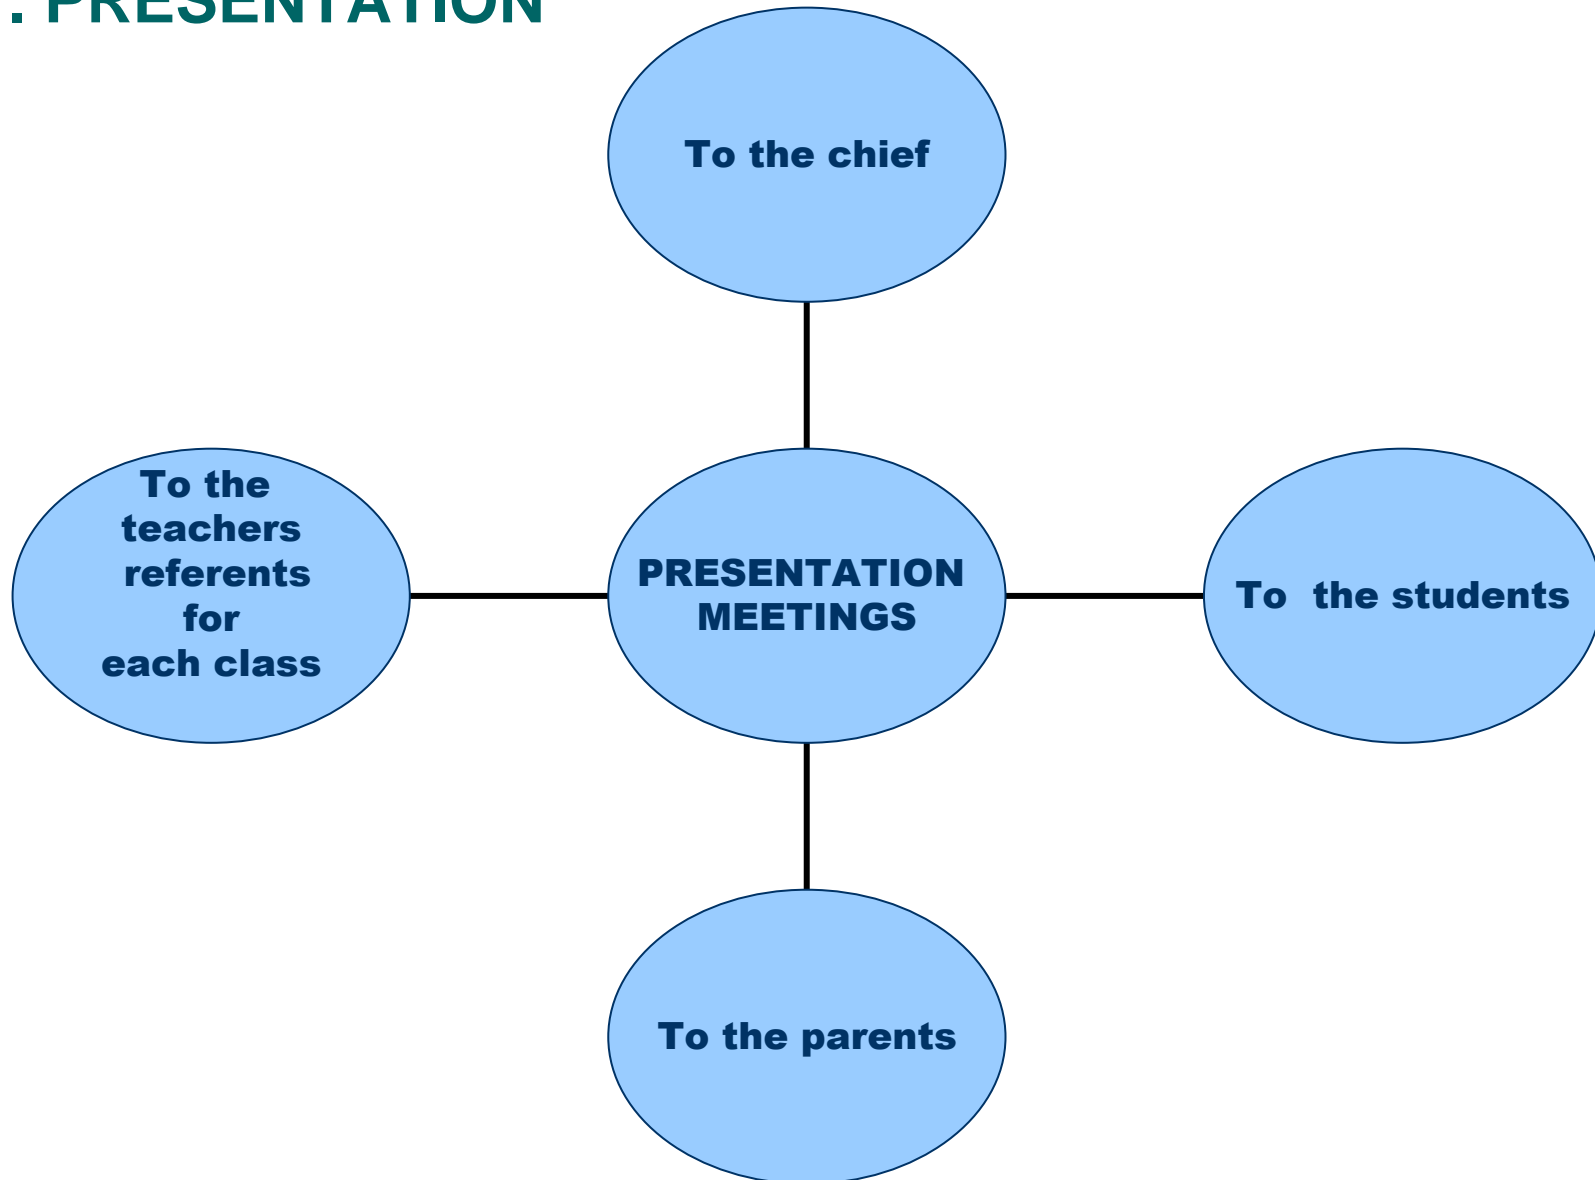 . PRESENTATION
To the chief
To the
teachers
referents
for
each class
PRESENTATION
MEETINGS
To  the students
To the parents